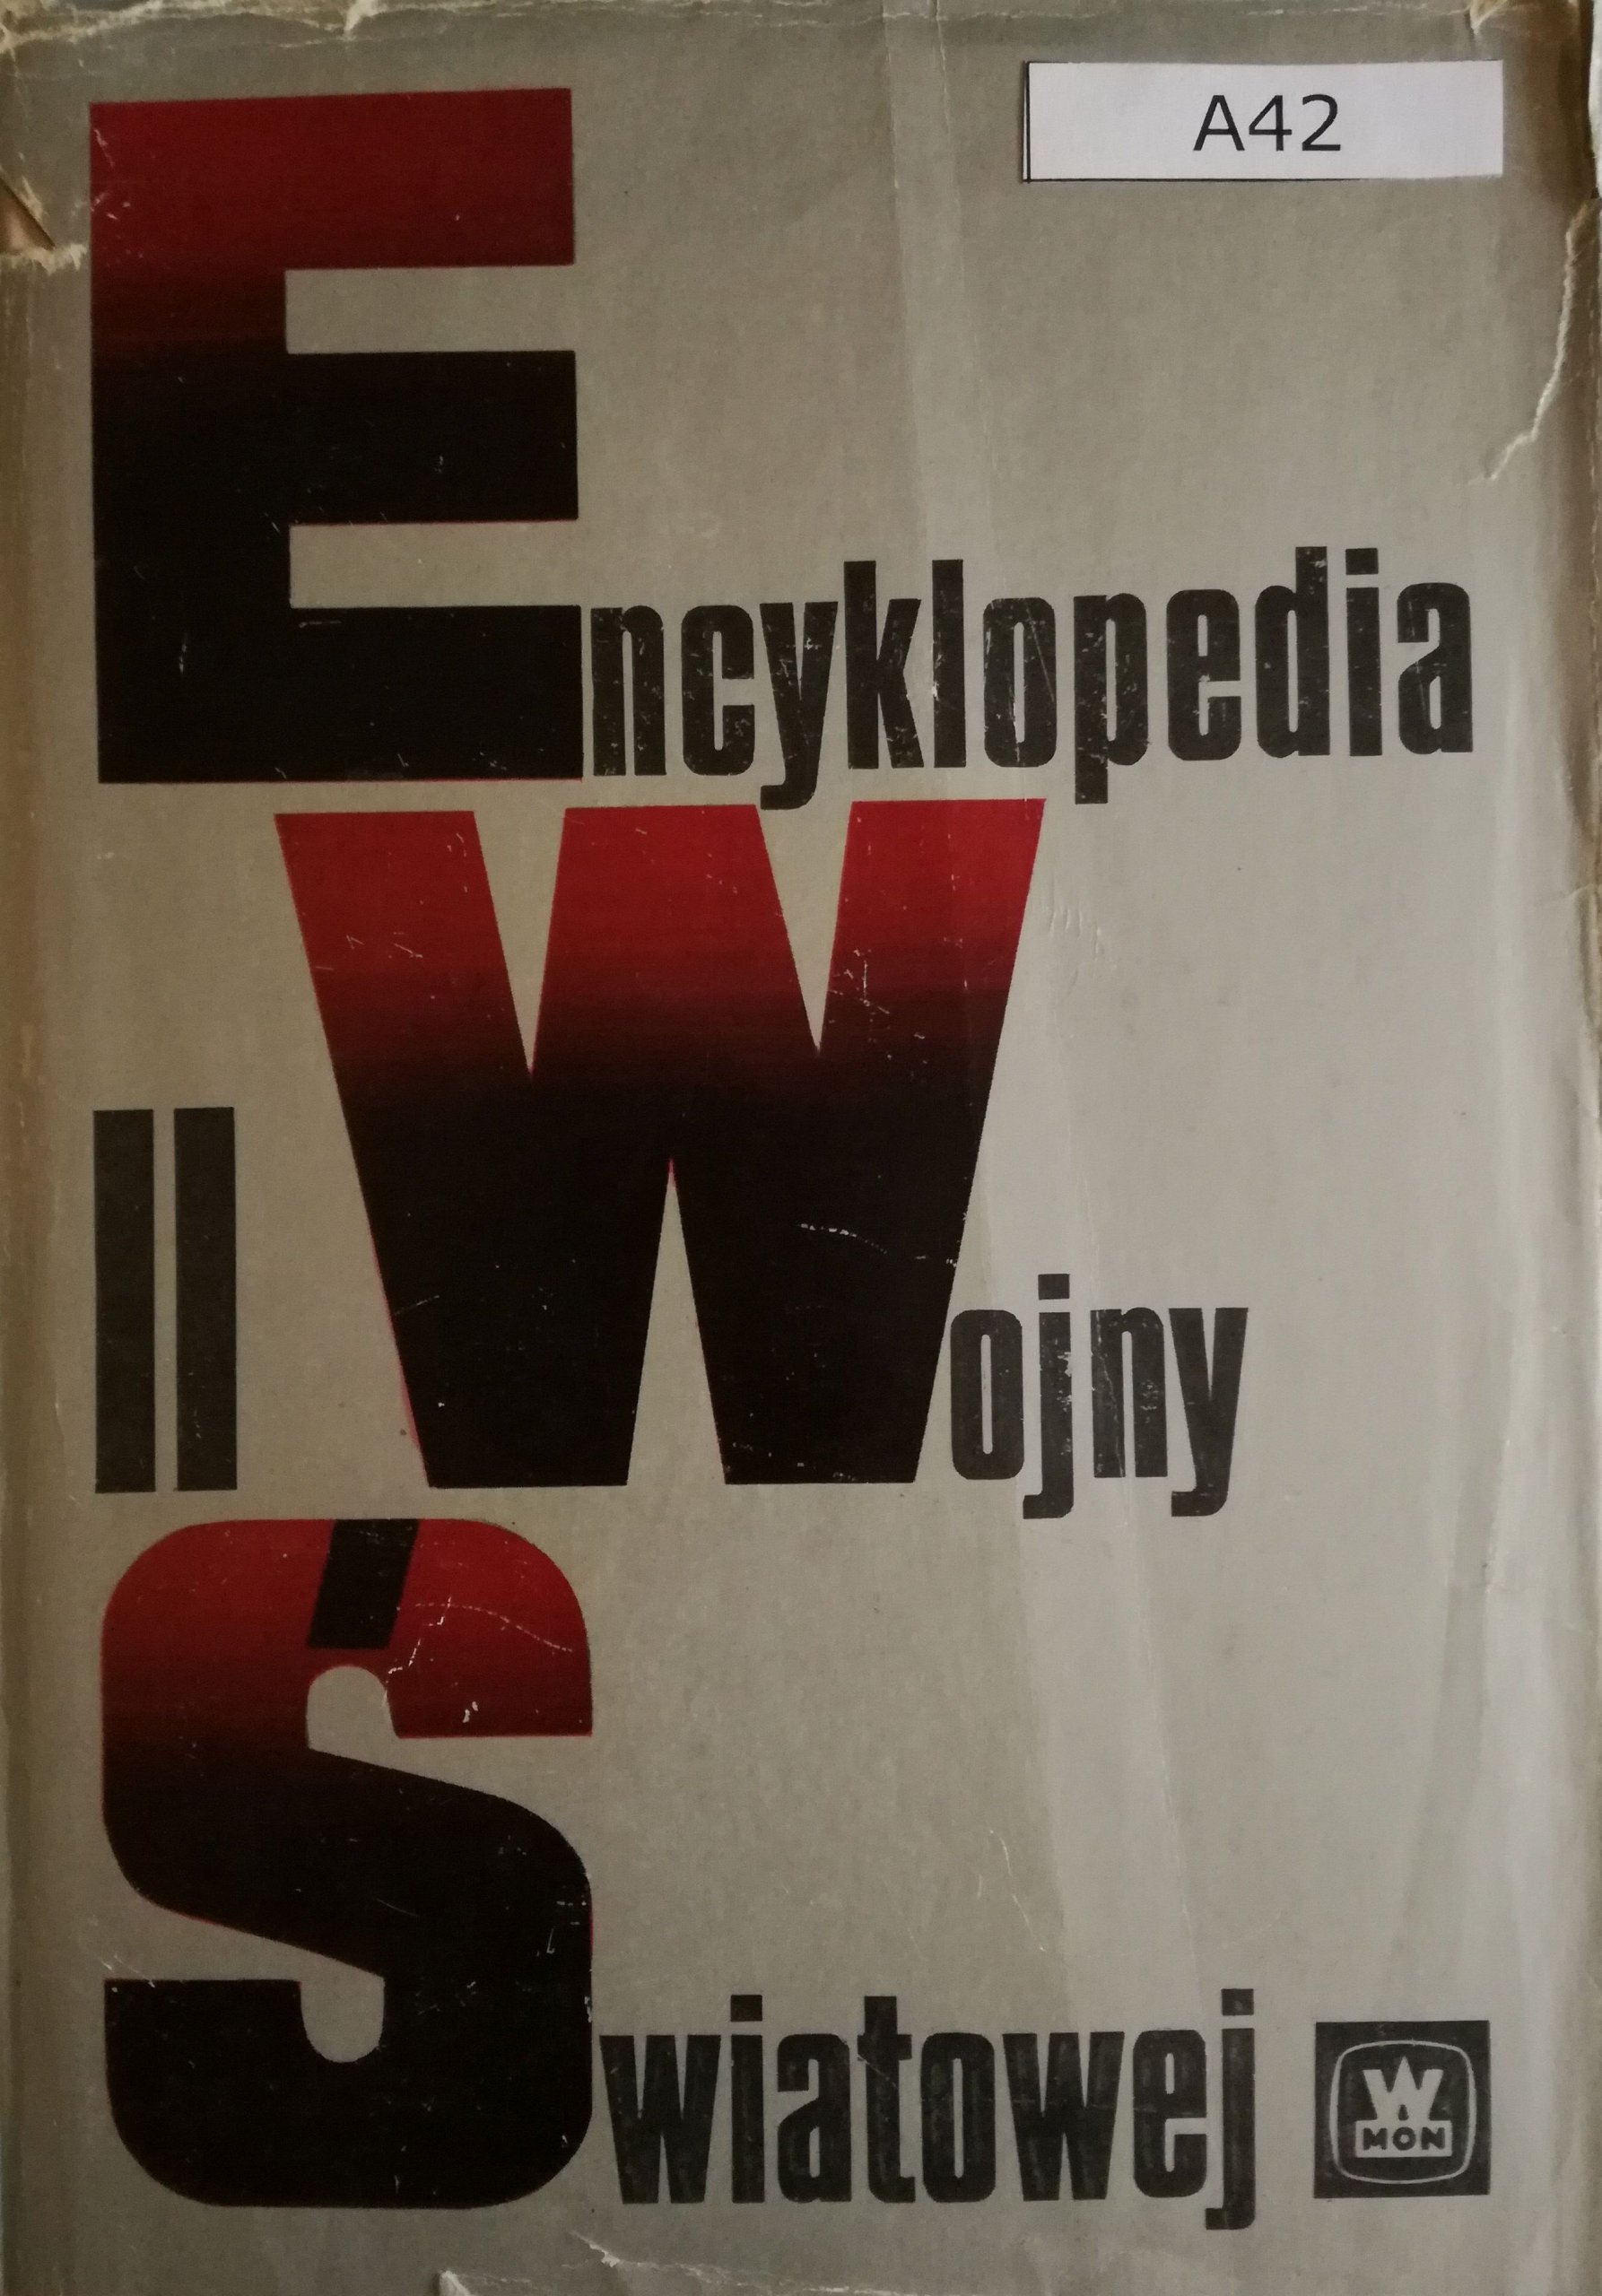 A42
Encyklopedia
II Wojny
Światowej
W
MON